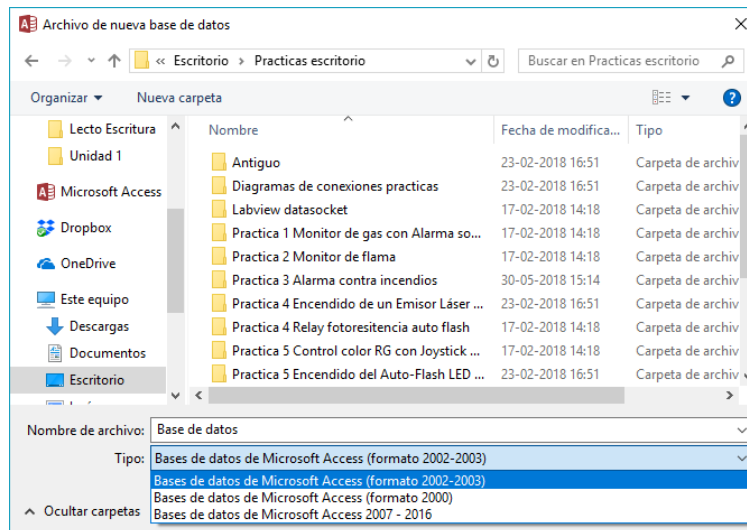 Archivo de nueva base de datos
« Escritorio > Practicas escritorio
Buscar en Practicas escritorio
Organizar
Nueva carpeta
Lecto Escritura
Unidad 1
Microsoft Access
Dropbox
OneDrive
Este equipo
Descargas
Documentos
Escritorio
Nombre Fecha de modifica... Tipo
Antiguo 23-02-2018 16:51 Carpeta de archiv
Diagramas de conexiones practicas 23-02-2018 16:51 Carpeta de archiv
Labview datasocket 17-02-2018 14:18 Carpeta de archiv
Practica 1 Monitor de gas con Alarma so... 17-02-2018 14:18 Carpeta de archiv
Practica 2 Monitor de flama 17-02-2018 14:18 Carpeta de archiv
Practica 3 Alarma contra incendios 30-05-2018 15:14 Carpeta de archiv
Practica 4 Encendido de un Emisor Láser ... 23-02-2018 16:51 Carpeta de archiv
Practica 4 Relay fotoresitencia auto flash 17-02-2018 14:18 Carpeta de archiv
Practica 5 Control color RG con Joystick ... 17-02-2018 14:18 Carpeta de archiv
Practica 5 Encendido del Auto-Flash LED ... 23-02-2018 16:51 Carpeta de archiv
Nombre de archivo: Base de datos
Tipo: Bases de datos de Microsoft Access (formato 2002-2003)
Bases de datos de Microsoft Access (formato 2002-2003)
Bases de datos de Microsoft Access (formato 2000)
Bases de datos de Microsoft Access 2007 - 2016
Ocultar carpetas